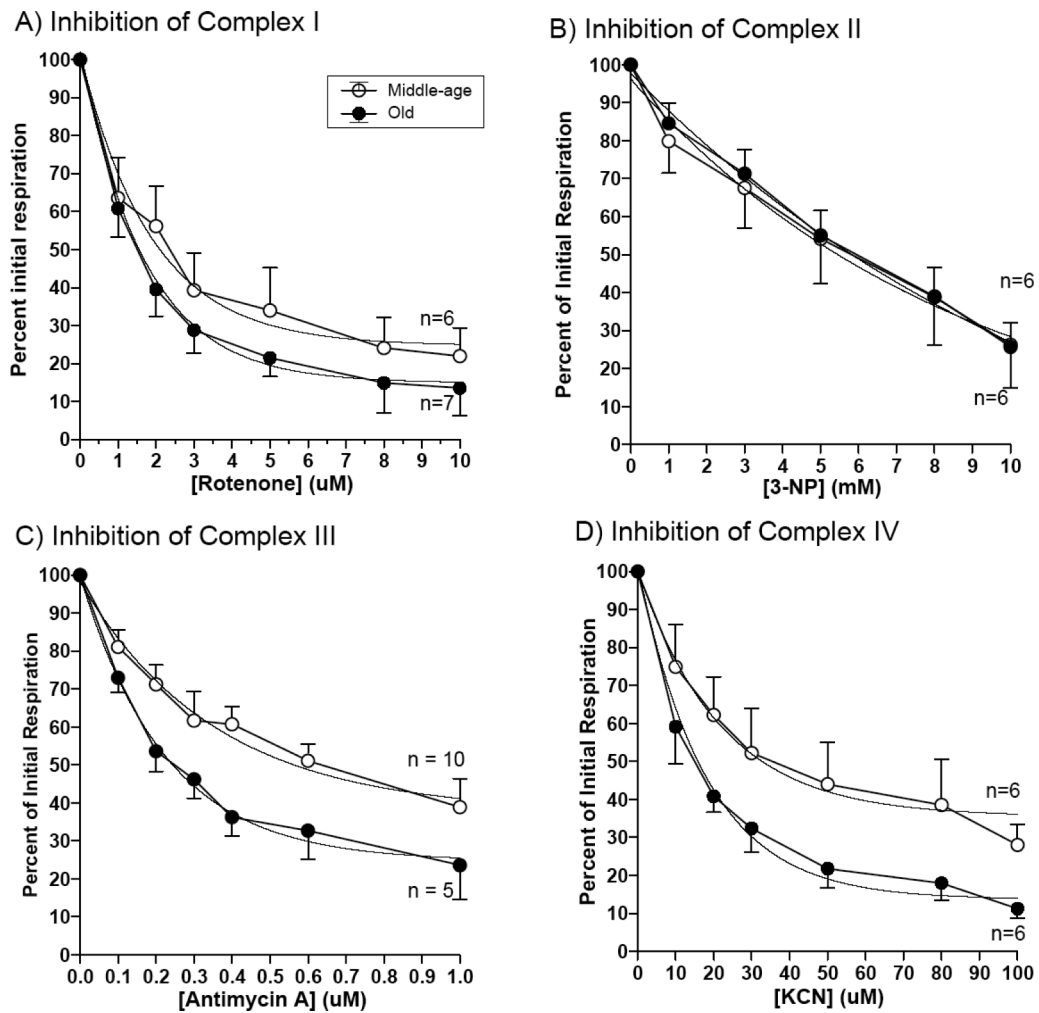 A) Inhibition of Complex I
Percent initial respiration
100
90
80
70
60
50
40
30
20
10
0
Middle-age
Old
n=6
n=7
0 1 2 3 4 5 6 7 8 9 10
[Rotenone] (uM)
B) Inhibition of Complex II
Percent of Initial Respiration
100
90
80
70
60
50
40
30
20
10
0
n=6
n=6
0 1 2 3 4 5 6 7 8 9 10
[3-NP] (mM)
C) Inhibition of Complex III
Percent of Initial Respiration
100
90
80
70
60
50
40
30
20
10
0
n = 10
n = 5
0.0 0.1 0.2 0.3 0.4 0.5 0.6 0.7 0.8 0.9 1.0
[Antimycin A] (uM)
D) Inhibition of Complex IV
Percent of Initial Respiration
100
90
80
70
60
50
40
30
20
10
0
n=6
n=6
0 10 20 30 40 50 60 70 80 90 100
[KCN] (uM)